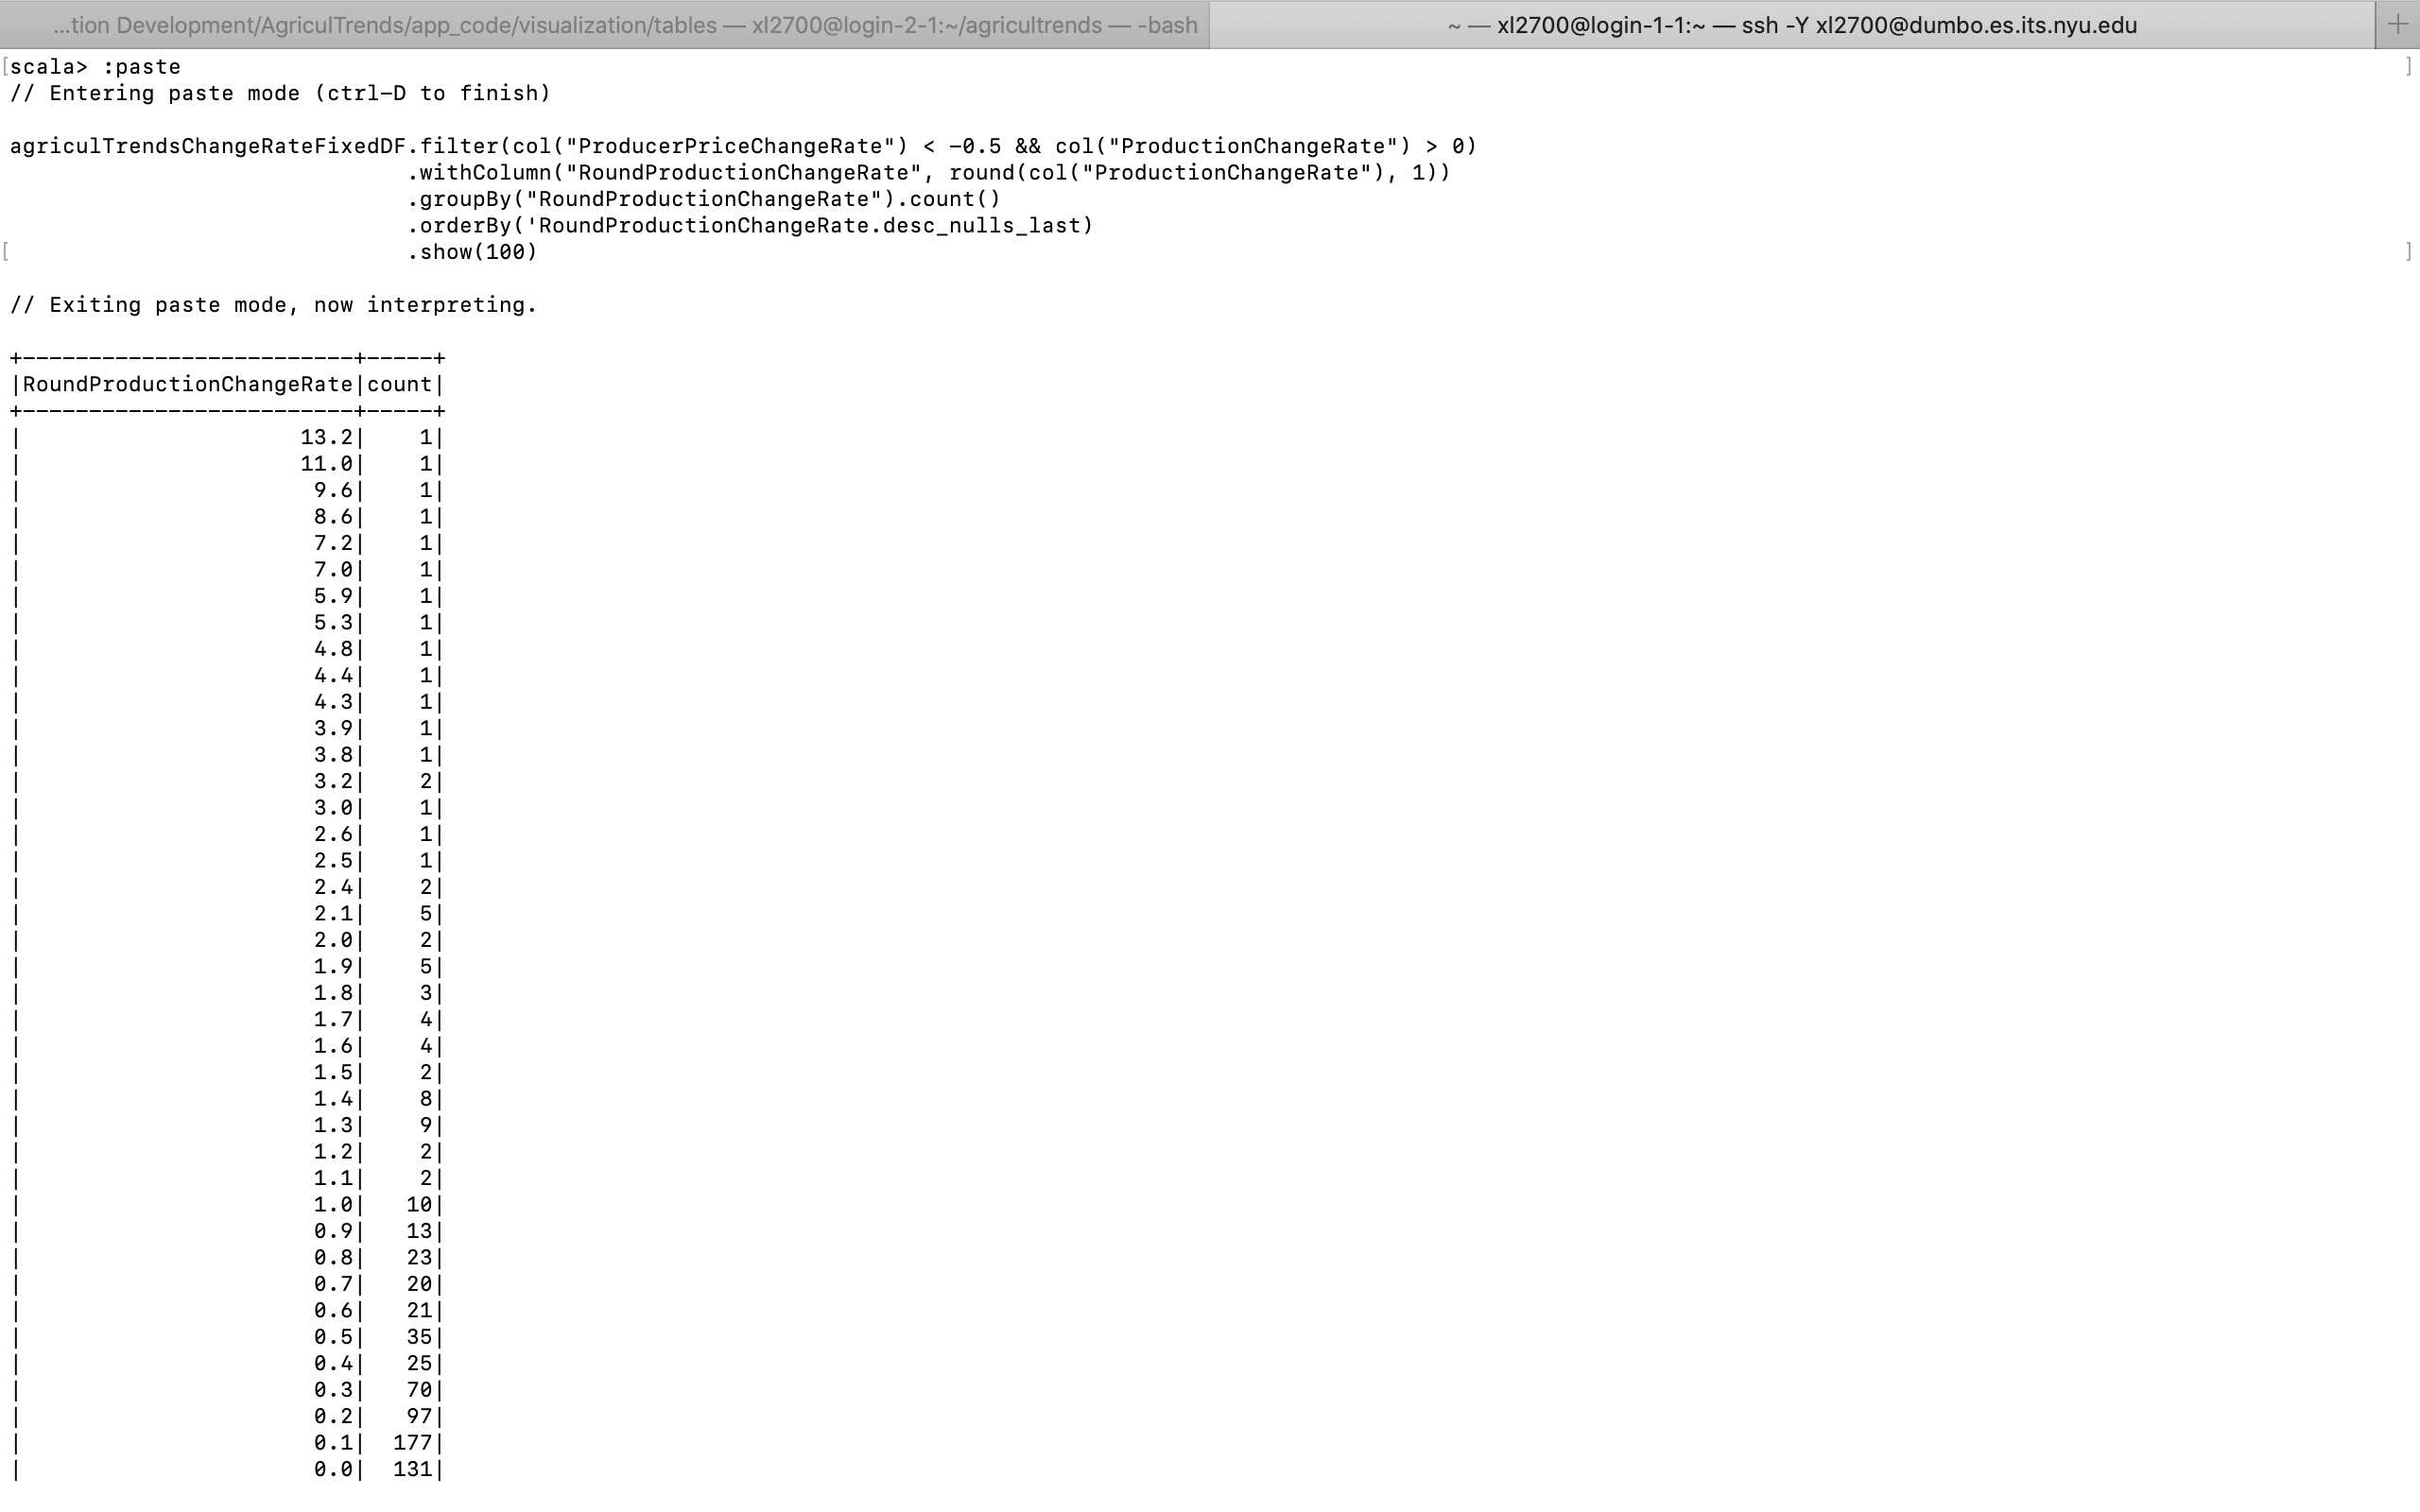 ...tion Development/AgriculTrends/app_code/visualization/tables — xl2700@login-2-1:~/agricultrends — -bash
~ — xl2700@login-1-1:~ — ssh -Y xl2700@dumbo.es.its.nyu.edu
[scala> :paste ]
// Entering paste mode (ctrl-D to finish)
agriculTrendsChangeRateFixedDF.filter(col("ProducerPriceChangeRate") < -0.5 && col("ProductionChangeRate") > 0)
.withColumn("RoundProductionChangeRate", round(col("ProductionChangeRate"), 1))
.groupBy("RoundProductionChangeRate").count()
.orderBy('RoundProductionChangeRate.desc_nulls_last)
[ .show(100) ]
// Exiting paste mode, now interpreting.
+-------------------------+-----+
|RoundProductionChangeRate|count|
+-------------------------+-----+
| 13.2| 1|
| 11.0| 1|
| 9.6| 1|
| 8.6| 1|
| 7.2| 1|
| 7.0| 1|
| 5.9| 1|
| 5.3| 1|
| 4.8| 1|
| 4.4| 1|
| 4.3| 1|
| 3.9| 1|
| 3.8| 1|
| 3.2| 2|
| 3.0| 1|
| 2.6| 1|
| 2.5| 1|
| 2.4| 2|
| 2.1| 5|
| 2.0| 2|
| 1.9| 5|
| 1.8| 3|
| 1.7| 4|
| 1.6| 4|
| 1.5| 2|
| 1.4| 8|
| 1.3| 9|
| 1.2| 2|
| 1.1| 2|
| 1.0| 10|
| 0.9| 13|
| 0.8| 23|
| 0.7| 20|
| 0.6| 21|
| 0.5| 35|
| 0.4| 25|
| 0.3| 70|
| 0.2| 97|
| 0.1| 177|
| 0.0| 131|